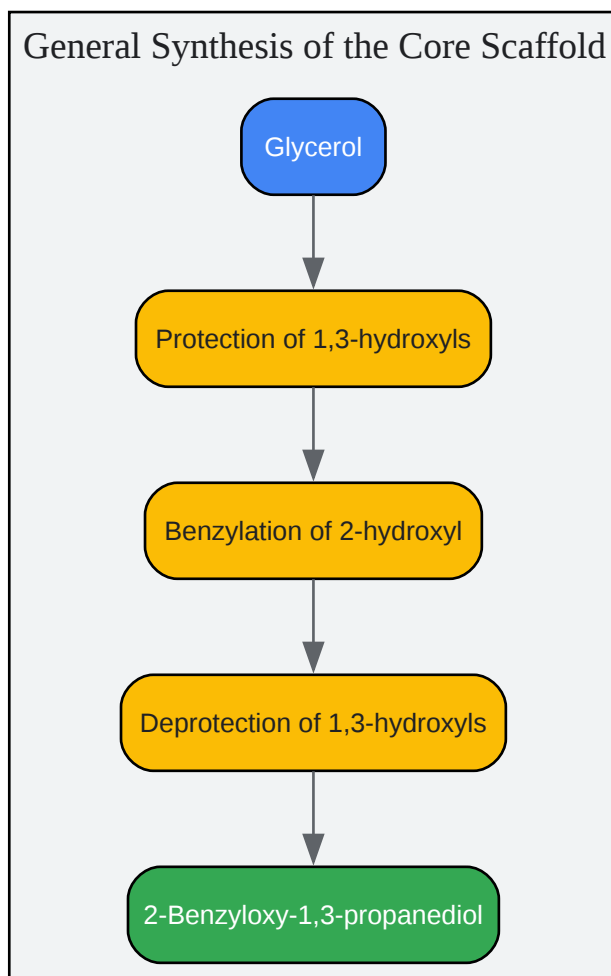 General Synthesis of the Core Scaffold
Glycerol
Protection of 1,3-hydroxyls
Benzylation of 2-hydroxyl
Deprotection of 1,3-hydroxyls
2-Benzyloxy-1,3-propanediol